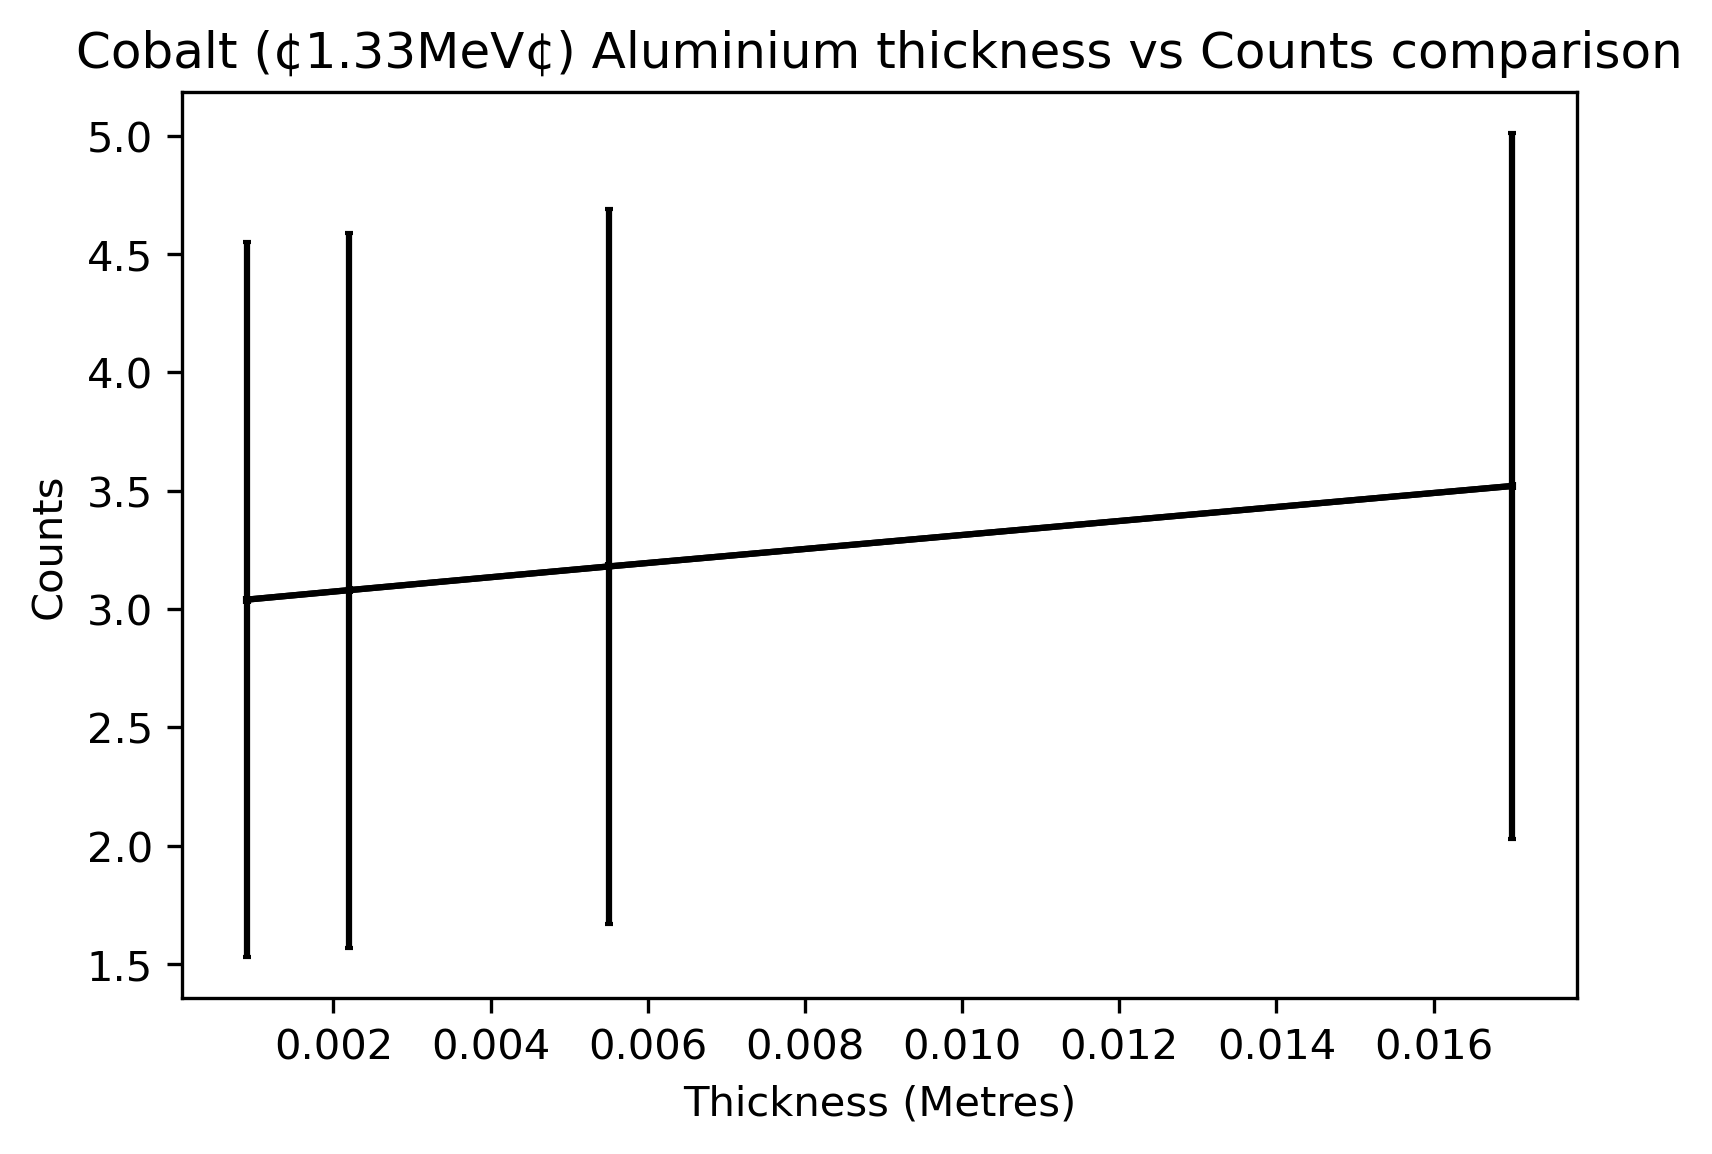 Cobalt (¢1.33MeV¢) Aluminium thickness vs Counts comparison
5.0
4.5
4.0
3.5
3.0
2.5
2.0
1.5
Counts
0.002 0.004 0.006 0.008 0.010 0.012 0.014 0.016
Thickness (Metres)